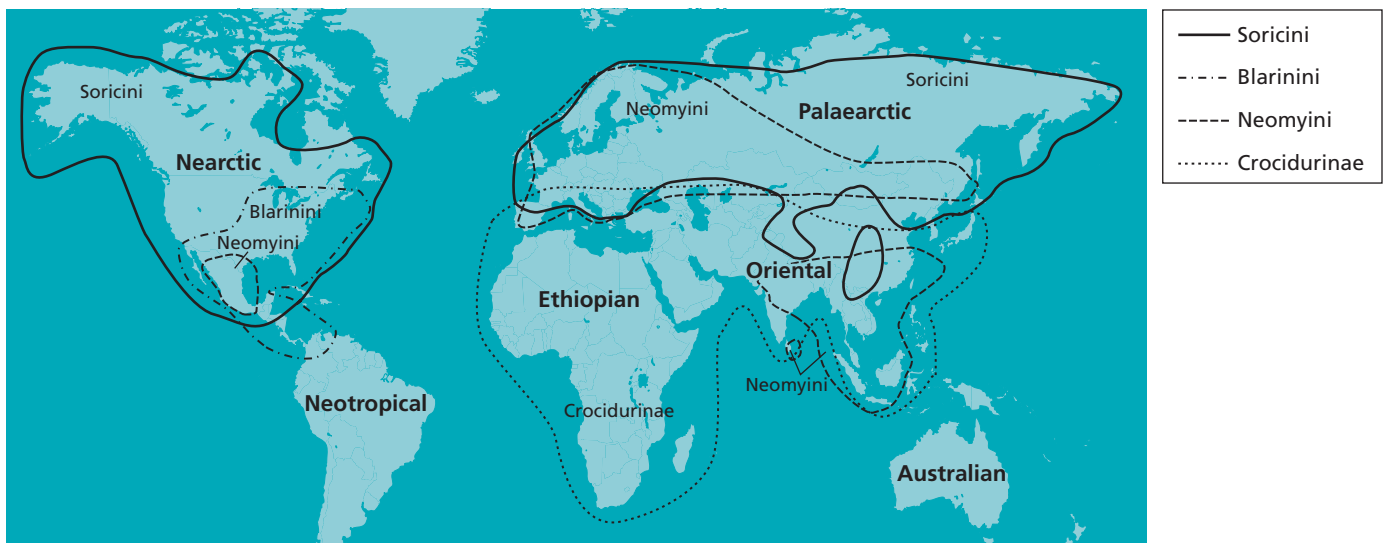 Soricini
Nearctic
Blarinini
Neomyini
Neotropical
Soricini
Neomyini
Palaearctic
Oriental
Ethiopian
Neomyini
Crocidurinae
Australian
Soricini
Blarinini
Neomyini
Crocidurinae